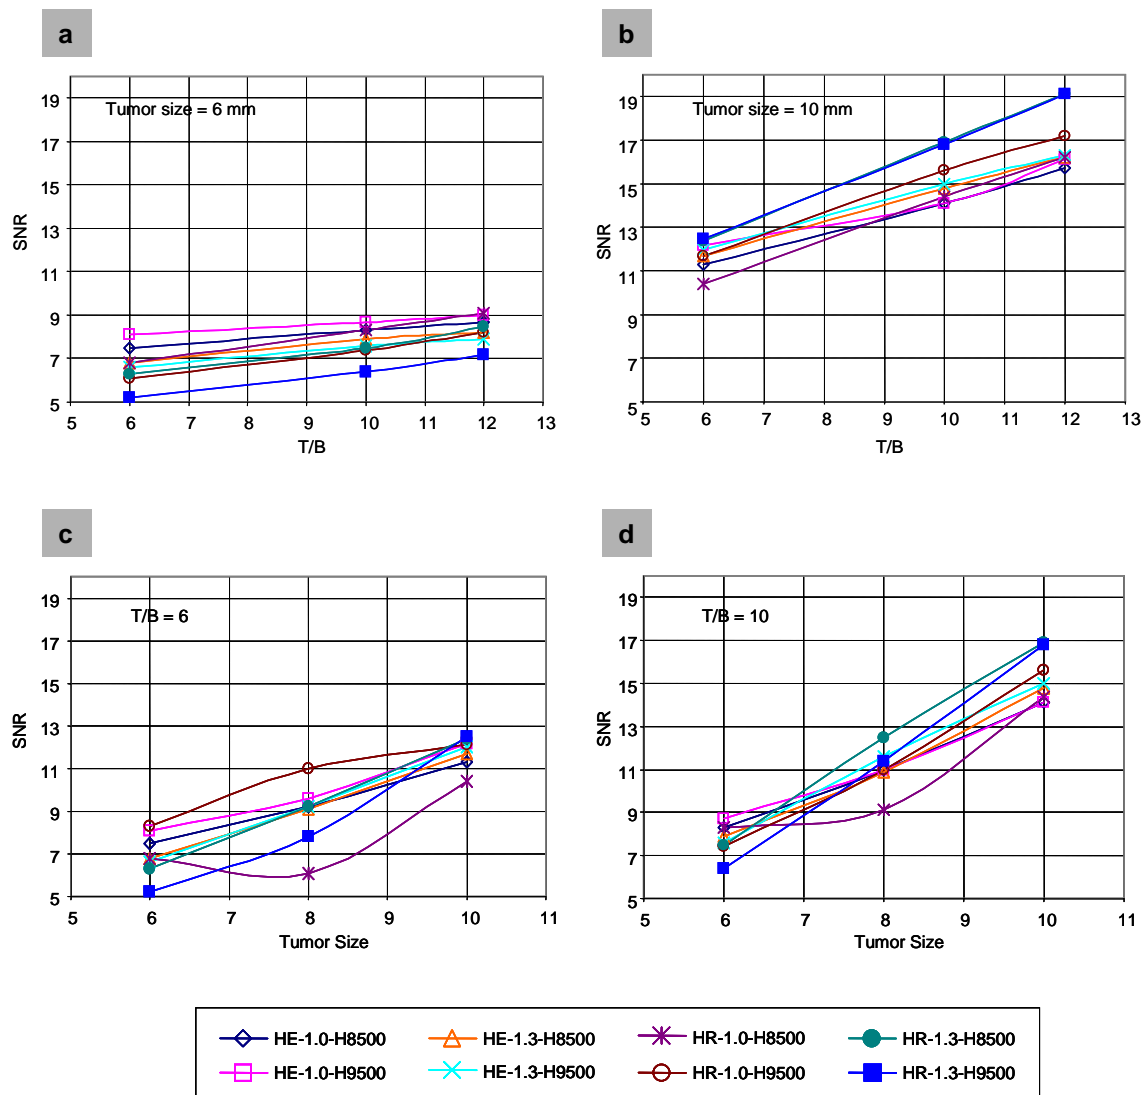 a
Tumor size = 6 mm
19
17
15
13
11
9
7
5
SNR
5 6 7 8 9 10 11 12 13
T/B
b
Tumor size = 10 mm
19
17
15
13
11
9
7
5
SNR
5 6 7 8 9 10 11 12 13
T/B
c
T/B = 6
19
17
15
13
11
9
7
5
SNR
5 6 7 8 9 10 11
Tumor Size
d
T/B = 10
19
17
15
13
11
9
7
5
SNR
5 6 7 8 9 10 11
Tumor Size
HE-1.0-H8500 HE-1.3-H8500 HR-1.0-H8500 HR-1.3-H8500
HE-1.0-H9500 HE-1.3-H9500 HR-1.0-H9500 HR-1.3-H9500